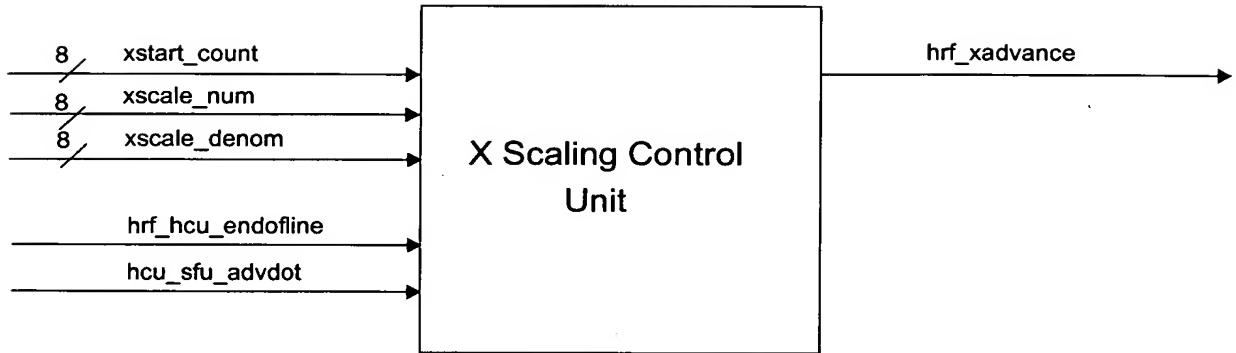 8 xstart_count
hrf_xadvance
8 xscale_num
8 xscale_denom
X Scaling Control
Unit
hrf_hcu_endofline
hcu_sfu_advdot